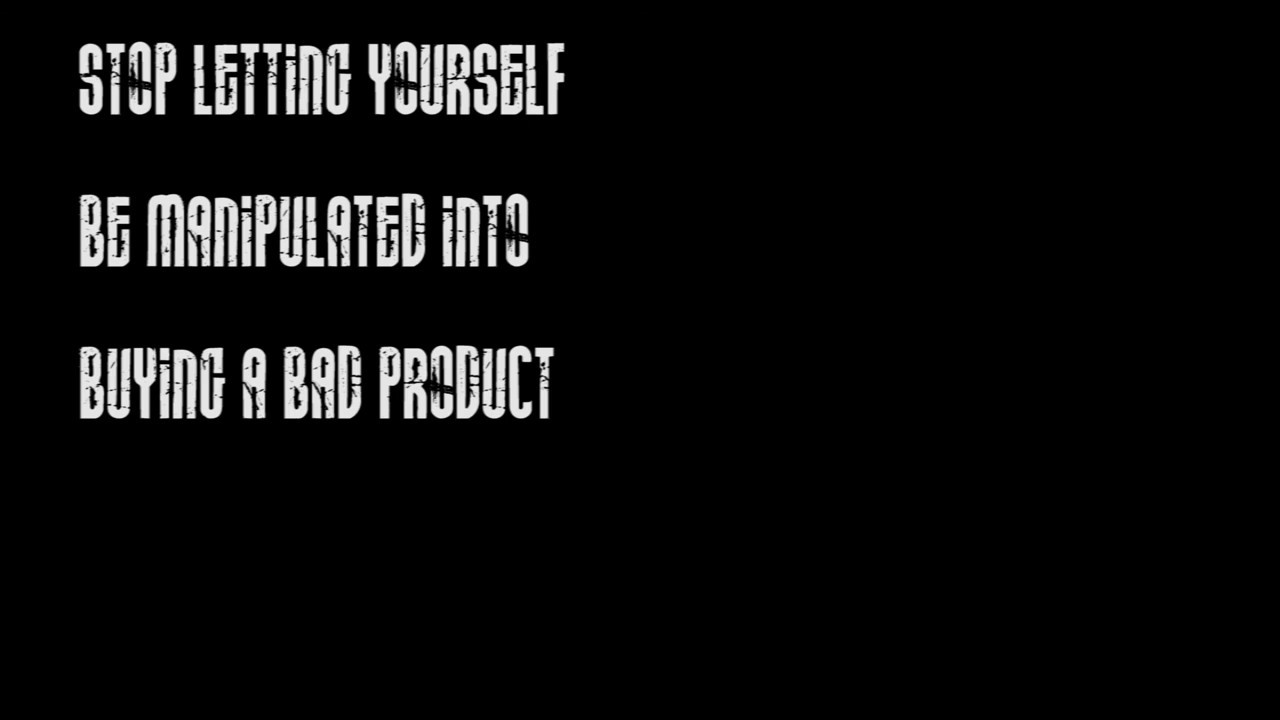 STOP LETTING YOURSELF
BE MANIPULATED INTO
BUYING A BAD PRODUCT